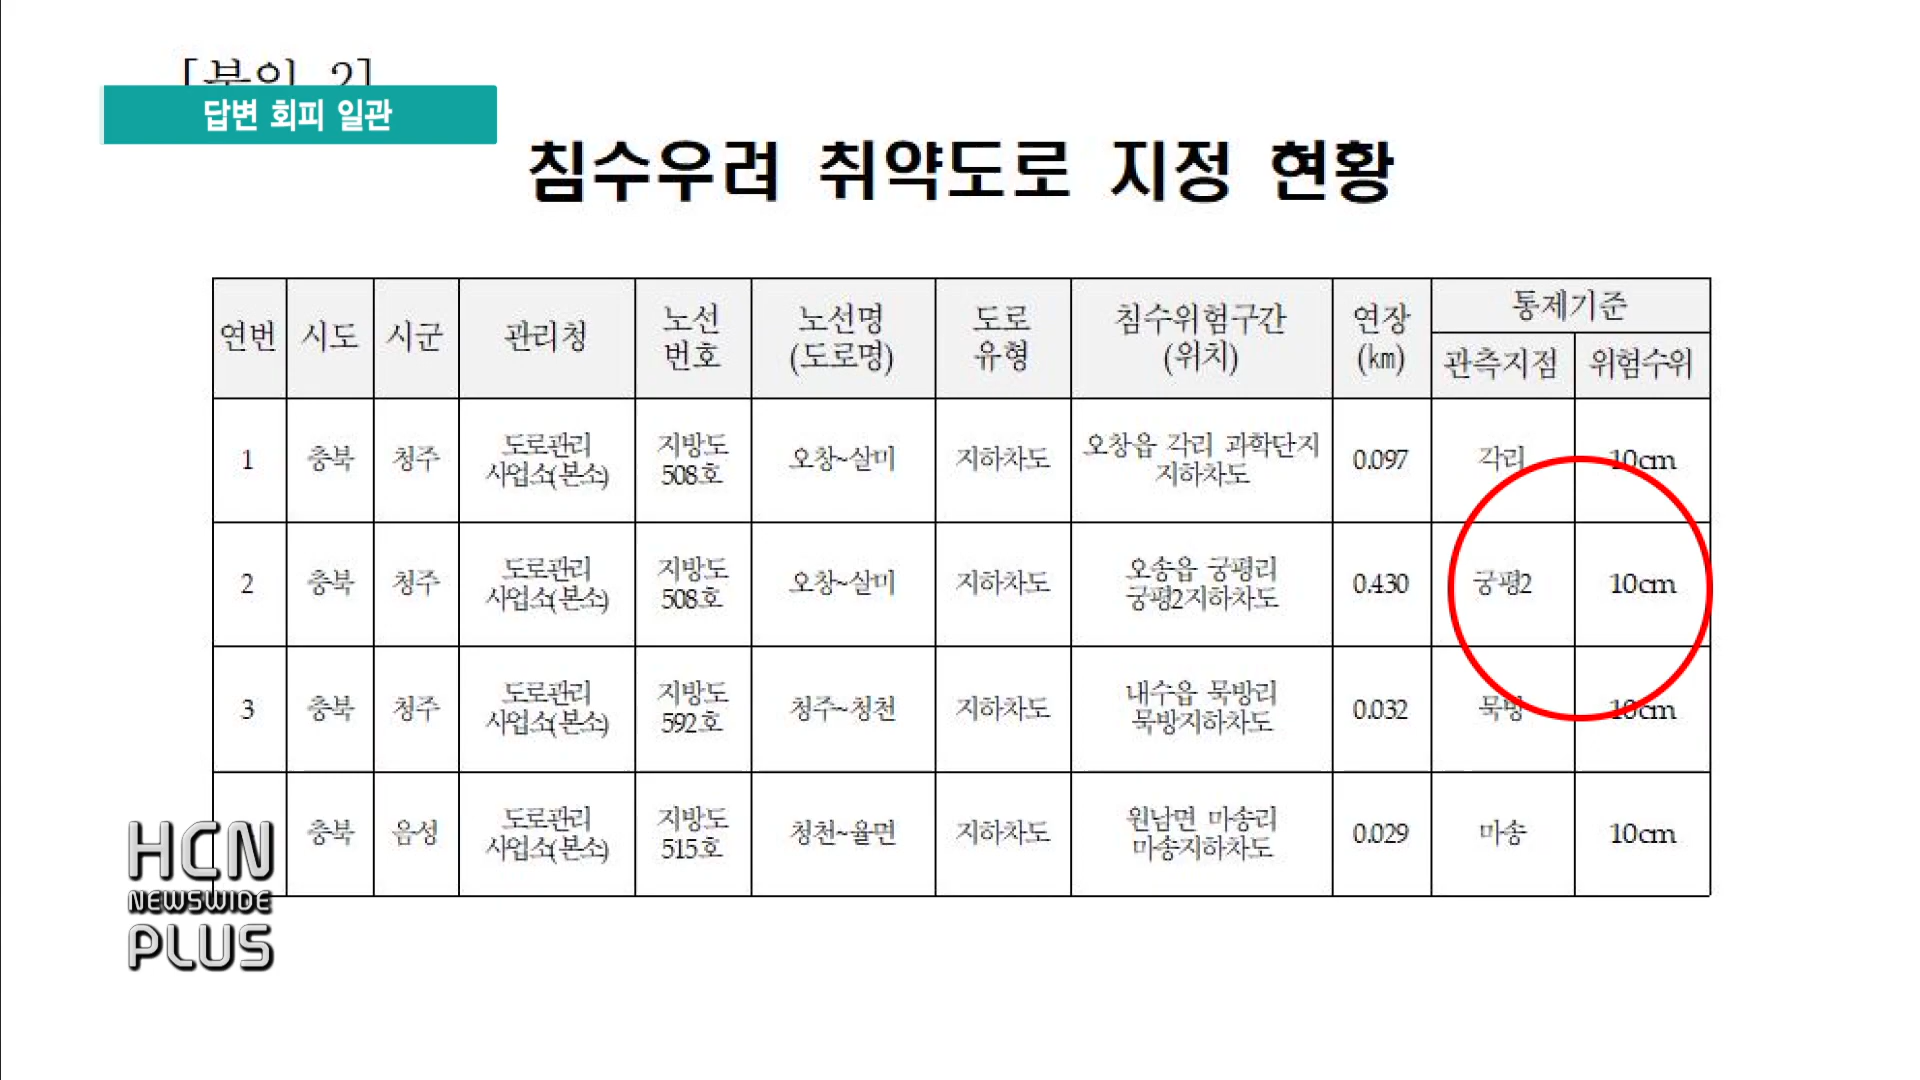 [붙임 2]
답변 회피 일관
침수우려 취약도로 지정 현황
연번 시도 시군 관리청 노선 번호 노선명 (도로명) 도로 유형 침수위험구간 (위치) 연장 (㎞) 통제기준 관측지점 위험수위
1 충북 청주 도로관리 사업소(본소) 지방도 508호 오창~실미 지하차도 오창읍 각리 과학단지 지하차도 0.097 각리 10cm
2 충북 청주 도로관리 사업소(본소) 지방도 508호 오창~실미 지하차도 오송읍 궁평리 궁평2지하차도 0.430 궁평2 10cm
3 충북 청주 도로관리 사업소(본소) 지방도 592호 청주~청천 지하차도 내수읍 묵방리 묵방지하차도 0.032 묵방 10cm
충북 음성 도로관리 사업소(본소) 지방도 515호 청천~율면 지하차도 원남면 마송리 마송지하차도 0.029 마송 10cm
HCN
NEWSWIDE
PLUS